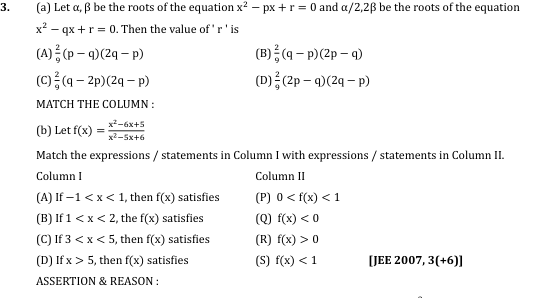 3. (a) Let α, β be the roots of the equation x² − px + r = 0 and α/2,2β be the roots of the equation
x² − qx + r = 0. Then the value of ' r ' is
(A) 2/9 (p − q)(2q − p) (B) 2/9 (q − p)(2p − q)
(C) 2/9 (q − 2p)(2q − p) (D) 2/9 (2p − q)(2q − p)
MATCH THE COLUMN :
(b) Let f(x) = x²−6x+5 / x²−5x+6
Match the expressions / statements in Column I with expressions / statements in Column II.
Column I Column II
(A) If −1 < x < 1, then f(x) satisfies (P) 0 < f(x) < 1
(B) If 1 < x < 2, the f(x) satisfies (Q) f(x) < 0
(C) If 3 < x < 5, then f(x) satisfies (R) f(x) > 0
(D) If x > 5, then f(x) satisfies (S) f(x) < 1 [JEE 2007, 3(+6)]
ASSERTION & REASON :